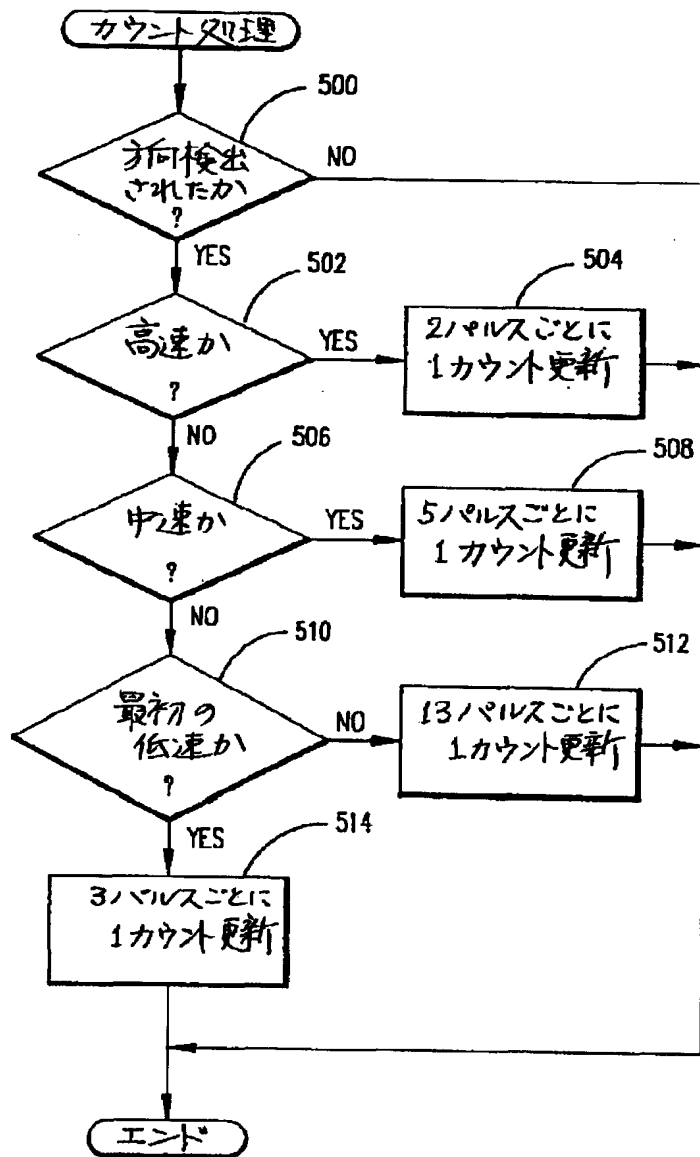 カウント処理
500
方向検出
されたか
?
NO
YES
502
高速か
?
YES
504
2パルスごとに
1カウント更新
NO
506
中速か
?
YES
508
5パルスごとに
1カウント更新
NO
510
最初の
低速か
?
NO
512
13パルスごとに
1カウント更新
YES
514
3パルスごとに
1カウント更新
エンド